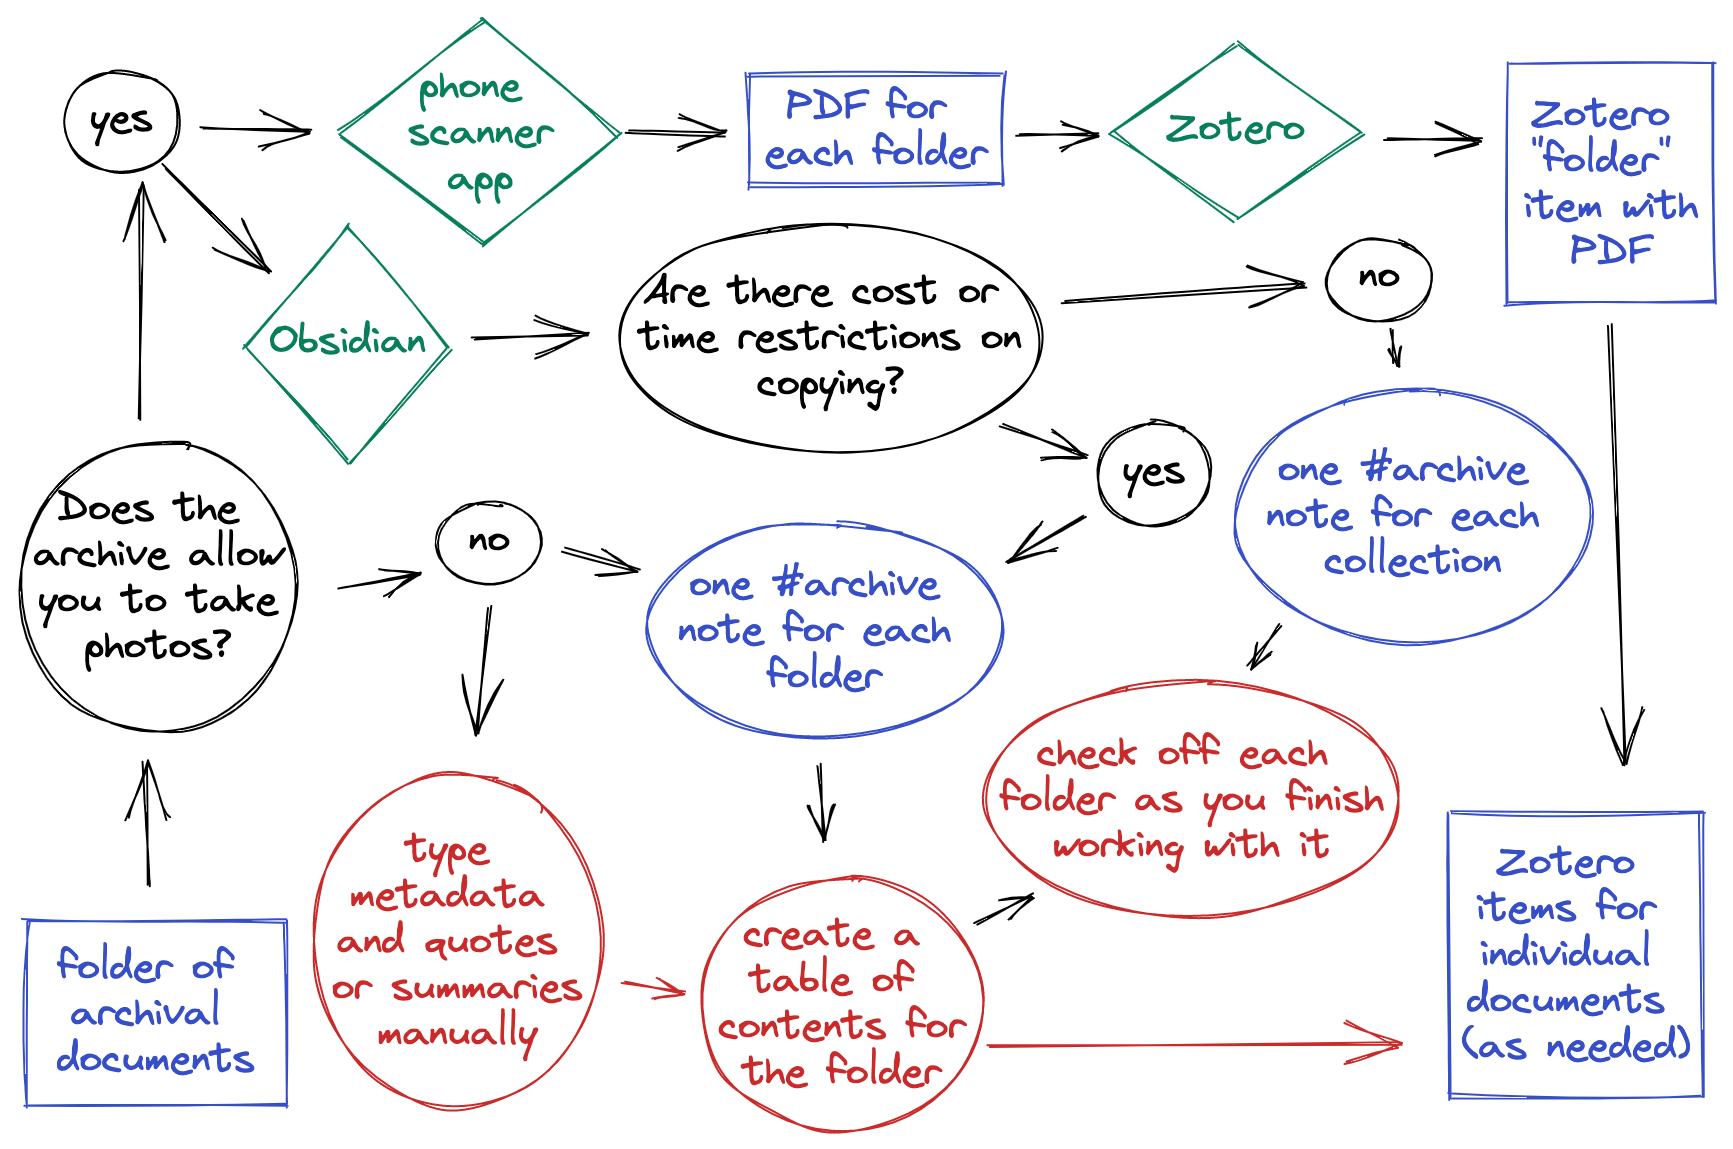 yes
phone
scanner
app
PDF for
each folder
Zotero
Zotero
"folder"
item with
PDF
Obsidian
Are there cost or
time restrictions on
copying?
no
yes
one #archive
note for each
collection
Does the
archive allow
you to take
photos?
no
one #archive
note for each
folder
check off each
folder as you finish
working with it
type
metadata
and quotes
or summaries
manually
create a
table of
contents for
the folder
Zotero
items for
individual
documents
(as needed)
folder of
archival
documents